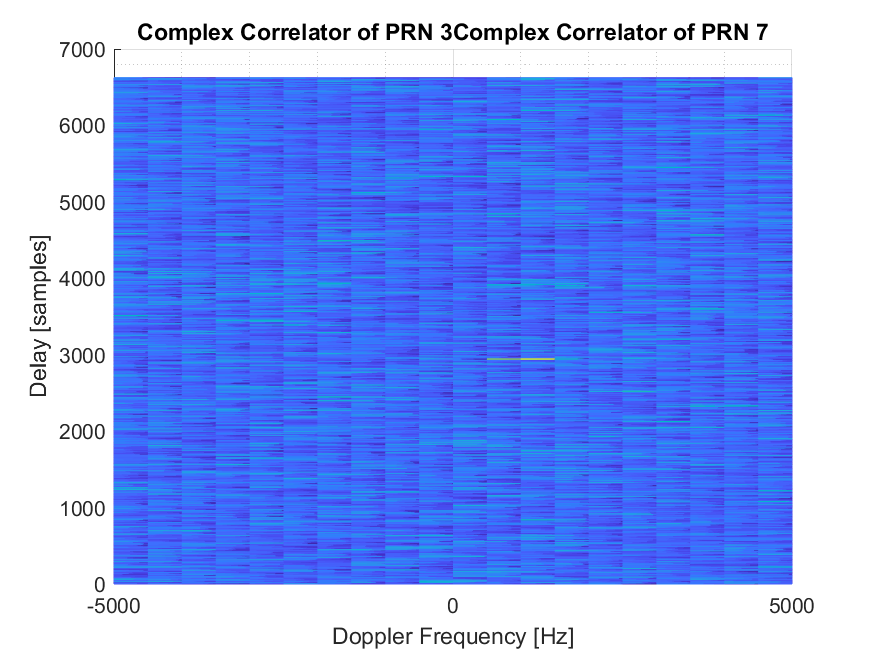 Complex Correlator of PRN 3Complex Correlator of PRN 7
7000
6000
5000
4000
3000
2000
1000
0
Delay [samples]
-5000 0 5000
Doppler Frequency [Hz]